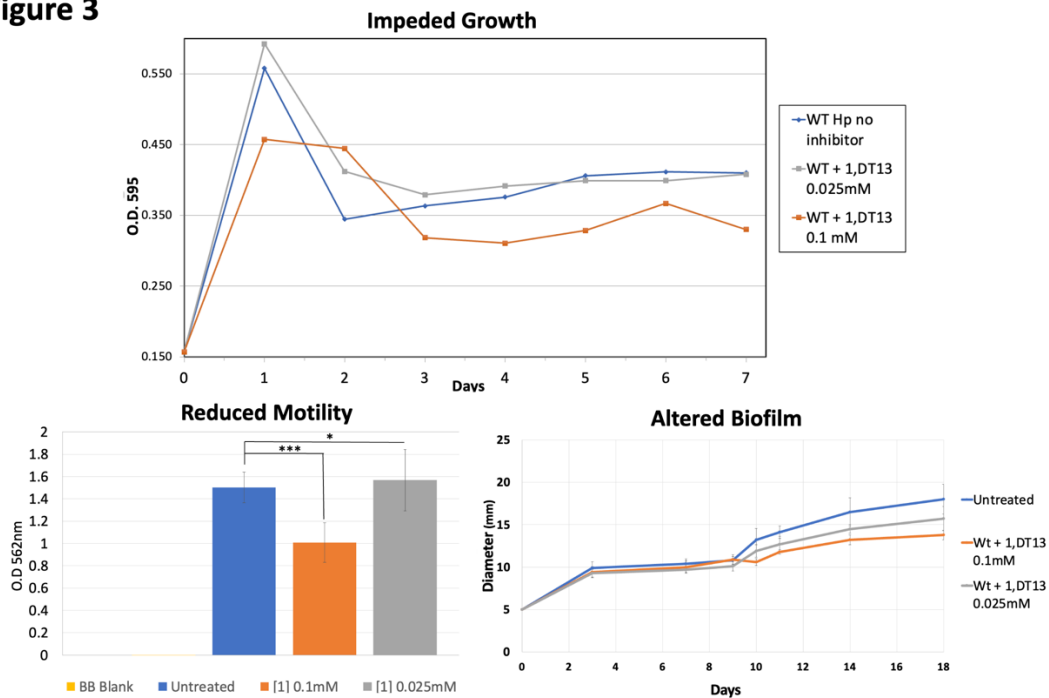 igure 3
Impeded Growth
0.550
0.450
0.350
0.250
0.150
O.D. 595
0 1 2 3 4 5 6 7
Days
WT Hp no
inhibitor
WT + 1,DT13
0.025mM
WT + 1,DT13
0.1 mM
Reduced Motility
2
1.8
1.6
1.4
1.2
1
0.8
0.6
0.4
0.2
0
O.D 562nm
*
***
BB Blank Untreated [1] 0.1mM [1] 0.025mM
Altered Biofilm
25
20
15
10
5
0
Diameter (mm)
0 2 4 6 8 10 12 14 16 18
Days
Untreated
Wt + 1,DT13
0.1mM
Wt + 1,DT13
0.025mM